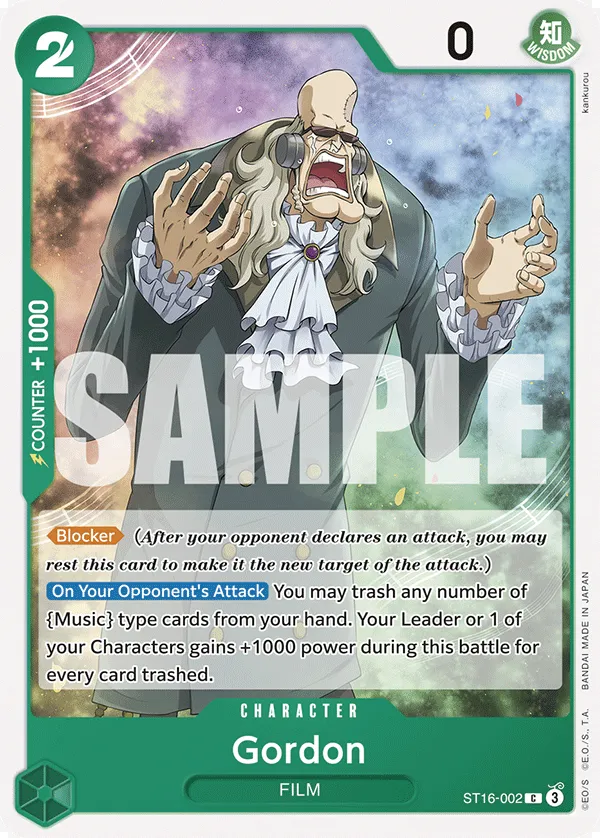 2
0
知
WISDOM
kankurou
COUNTER +1000
SAMPLE
Blocker (After your opponent declares an attack, you may
rest this card to make it the new target of the attack.)
On Your Opponent's Attack You may trash any number of
{Music} type cards from your hand. Your Leader or 1 of
your Characters gains +1000 power during this battle for
every card trashed.
CHARACTER
Gordon
FILM
ST16-002 C 3
©E.O/S ©E.O./S., T.A. BANDAI MADE IN JAPAN